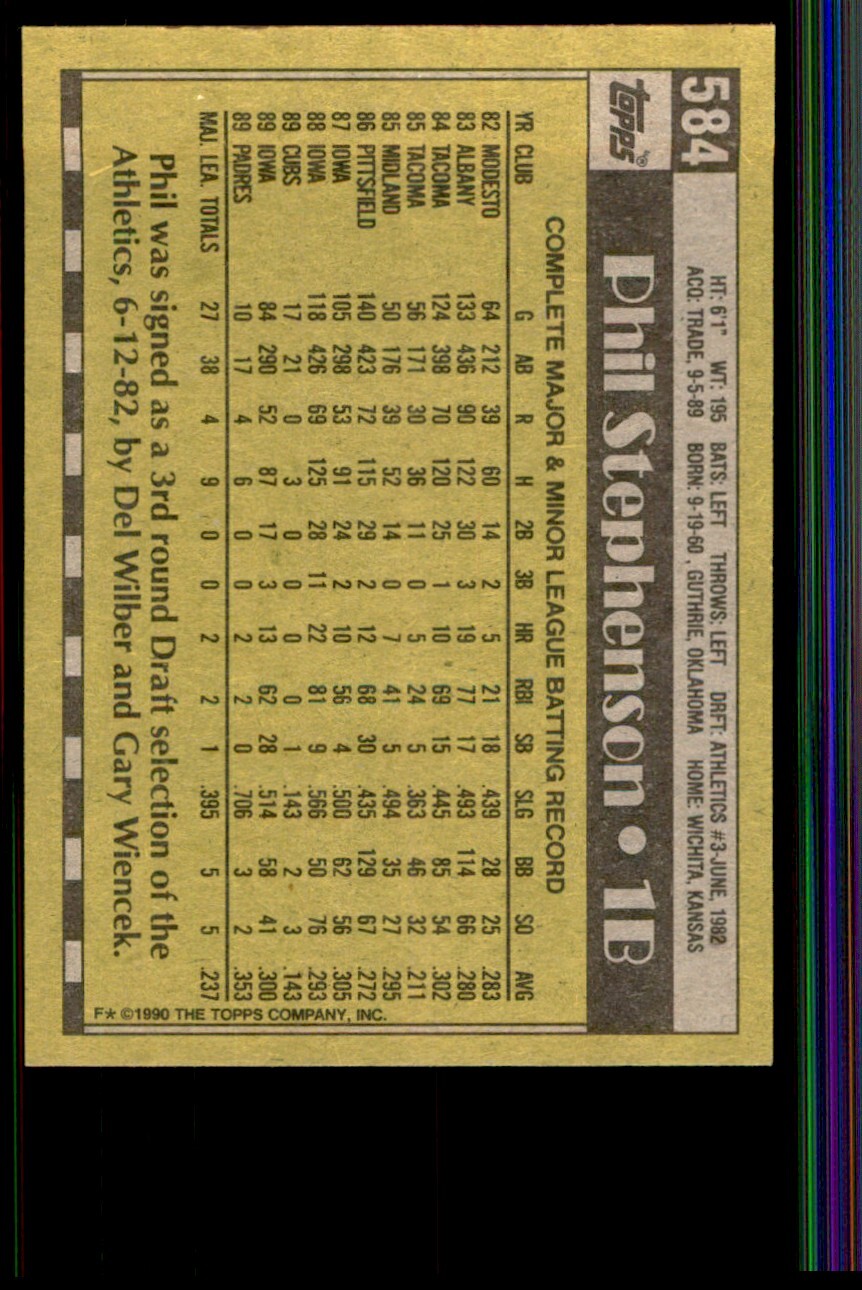 584
HT: 6'1" WT: 195 BATS: LEFT THROWS: LEFT DRFT: ATHLETICS #3-JUNE, 1982
ACQ: TRADE, 9-5-89 BORN: 9-19-60 , GUTHRIE, OKLAHOMA HOME: WICHITA, KANSAS
topps®
Phil Stephenson • 1B
COMPLETE MAJOR & MINOR LEAGUE BATTING RECORD
YR CLUB G AB R H 2B 3B HR RBI SB SLG BB SO AVG
82 MODESTO 64 212 39 60 14 2 5 21 18 .439 28 25 .283
83 ALBANY 133 436 90 122 30 3 19 77 17 .493 114 66 .280
84 TACOMA 124 398 70 120 25 1 10 69 15 .445 85 54 .302
85 TACOMA 56 171 30 36 11 0 5 24 5 .363 46 32 .211
85 MIDLAND 50 176 39 52 14 0 7 41 5 .494 35 27 .295
86 PITTSFIELD 140 423 72 115 29 2 12 68 30 .435 129 67 .272
87 IOWA 105 298 53 91 24 2 10 56 4 .500 62 56 .305
88 IOWA 118 426 69 125 28 11 22 81 9 .566 50 76 .293
89 CUBS 17 21 0 3 0 0 0 0 1 .143 2 3 .143
89 IOWA 84 290 52 87 17 3 13 62 28 .514 58 41 .300
89 PADRES 10 17 4 6 0 0 2 2 0 .706 3 2 .353
MAJ. LEA. TOTALS 27 38 4 9 0 0 2 2 1 .395 5 5 .237
Phil was signed as a 3rd round Draft selection of the
Athletics, 6-12-82, by Del Wilber and Gary Wiencek.
F* ©1990 THE TOPPS COMPANY, INC.